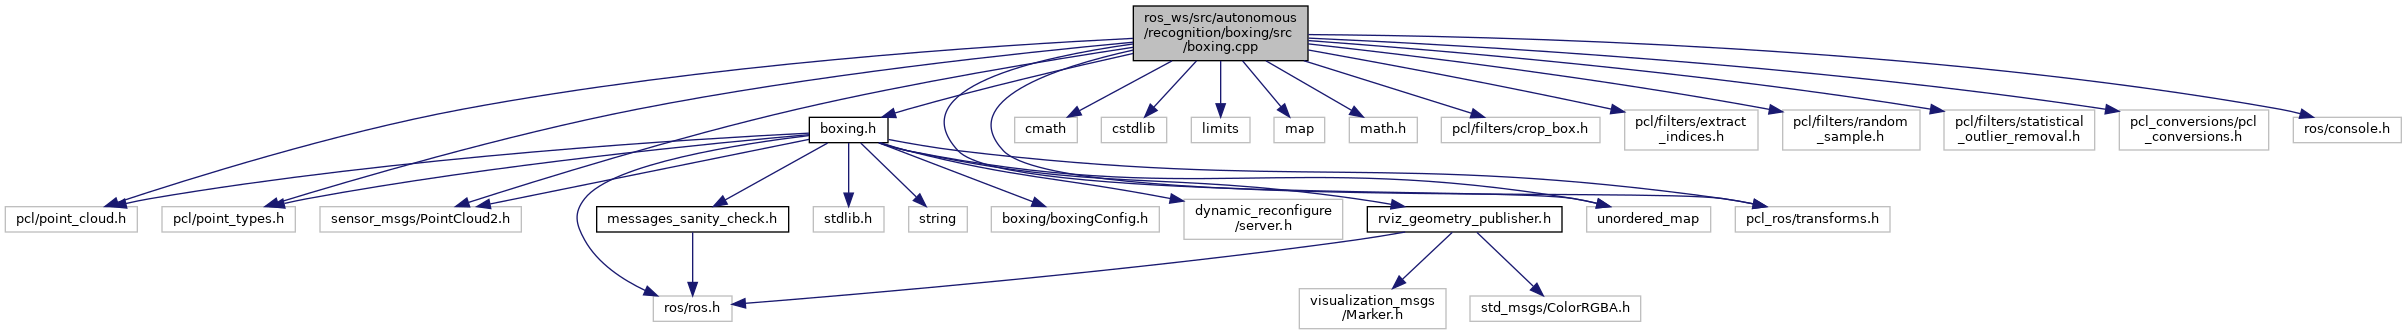 ros_ws/src/autonomous
/recognition/boxing/src
/boxing.cpp
boxing.h
cmath
cstdlib
limits
map
math.h
pcl/filters/crop_box.h
pcl/filters/extract
_indices.h
pcl/filters/random
_sample.h
pcl/filters/statistical
_outlier_removal.h
pcl_conversions/pcl
_conversions.h
ros/console.h
pcl/point_cloud.h
pcl/point_types.h
sensor_msgs/PointCloud2.h
messages_sanity_check.h
stdlib.h
string
boxing/boxingConfig.h
dynamic_reconfigure
/server.h
rviz_geometry_publisher.h
unordered_map
pcl_ros/transforms.h
ros/ros.h
visualization_msgs
/Marker.h
std_msgs/ColorRGBA.h